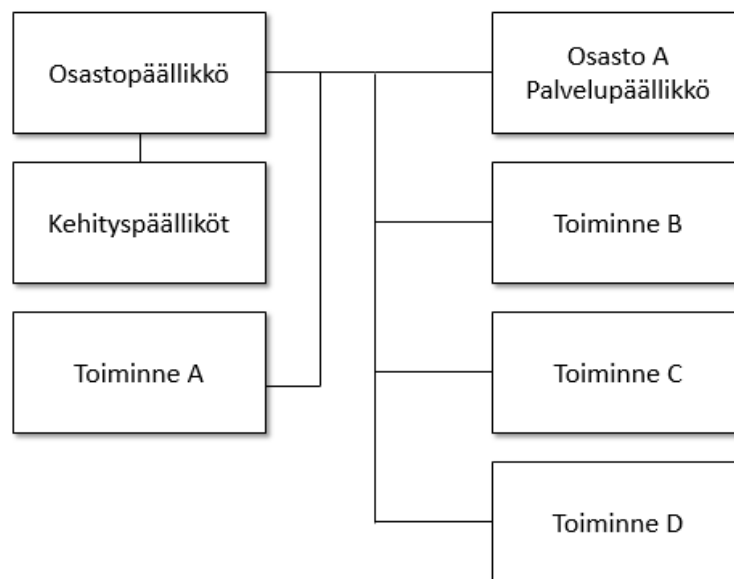 Osastopäällikkö
Osasto A
Palvelupäällikkö
Kehityspäälliköt
Toiminne B
Toiminne A
Toiminne C
Toiminne D